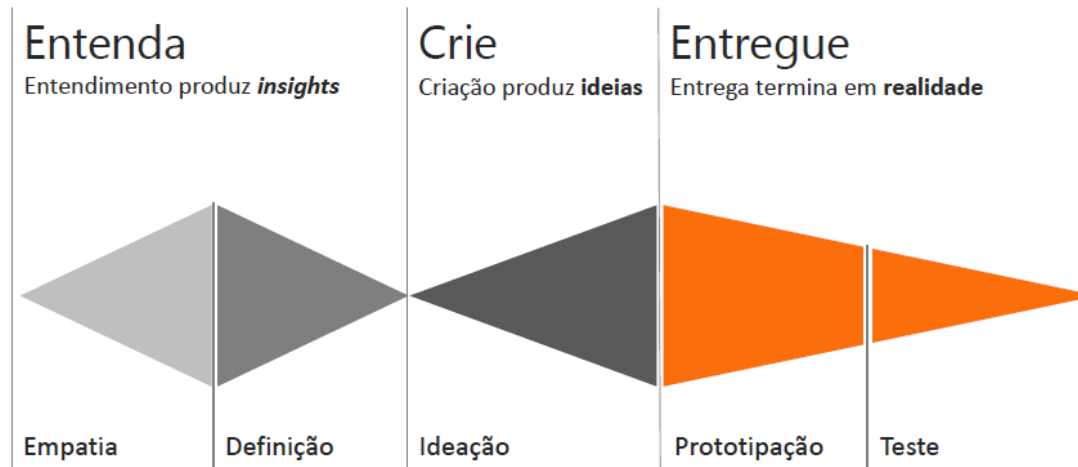 Entenda
Entendimento produz insights
Crie
Criação produz ideias
Entregue
Entrega termina em realidade
Empatia
Definição
Ideação
Prototipação
Teste